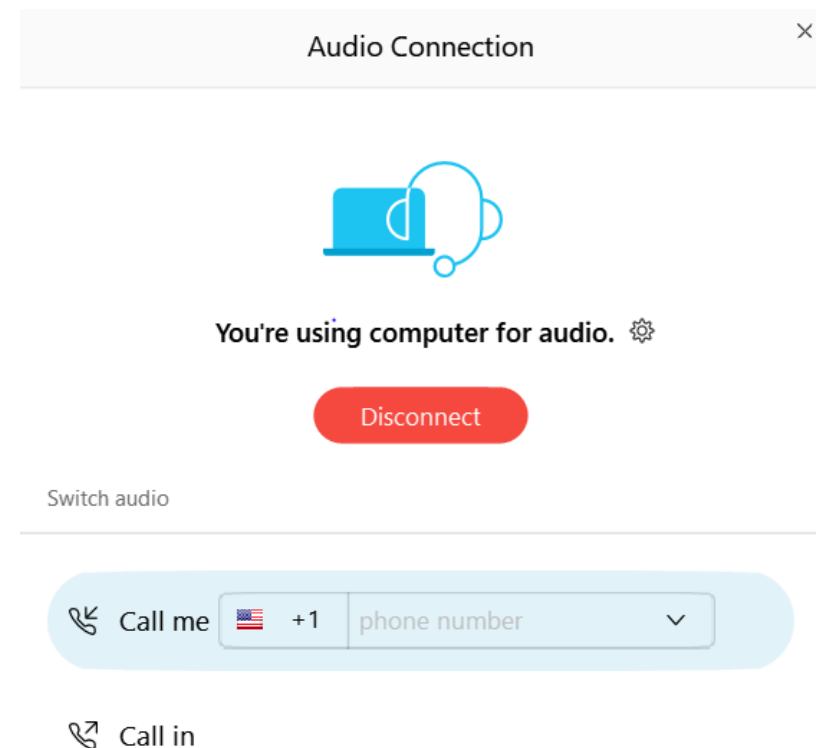 Audio Connection
You're using computer for audio.
Disconnect
Switch audio
Call me +1 phone number
Call in